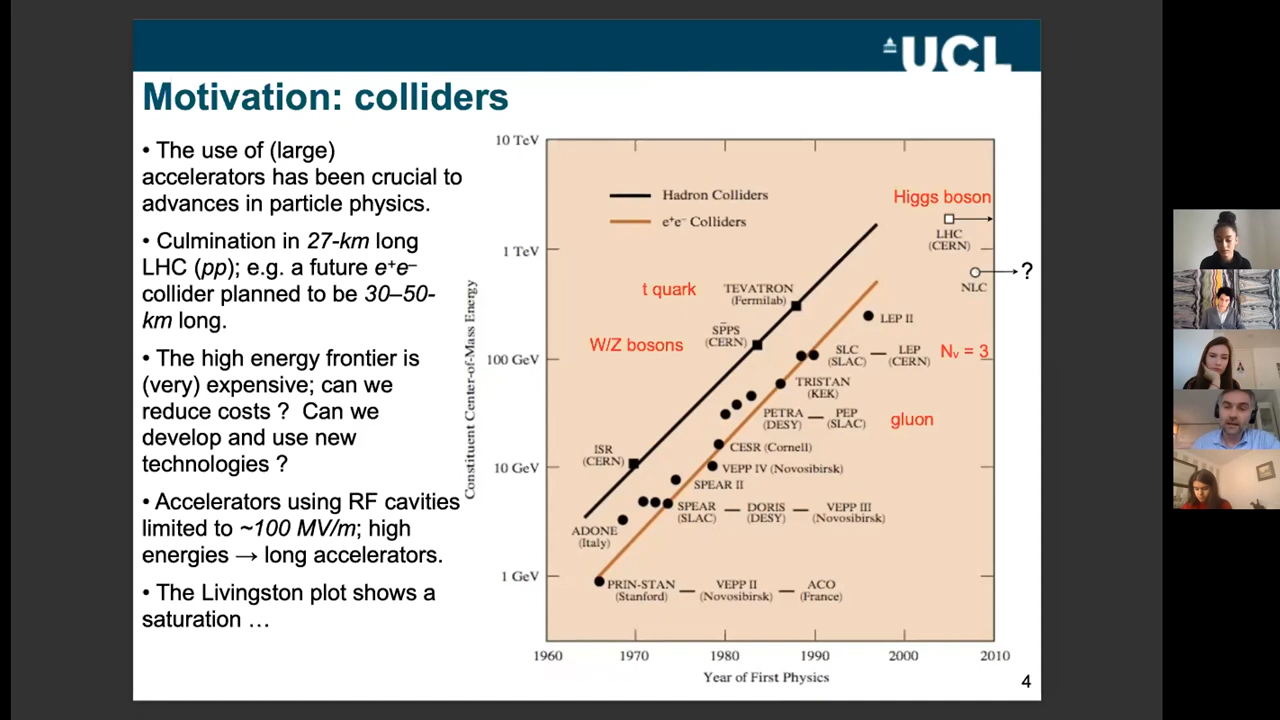 UCL
Motivation: colliders
• The use of (large)
accelerators has been crucial to
advances in particle physics.
• Culmination in 27-km long
LHC (pp); e.g. a future e⁺e⁻
collider planned to be 30–50-
km long.
• The high energy frontier is
(very) expensive; can we
reduce costs ? Can we
develop and use new
technologies ?
• Accelerators using RF cavities
limited to ~100 MV/m; high
energies → long accelerators.
• The Livingston plot shows a
saturation …
Constituent Center-of-Mass Energy
10 TeV
1 TeV
100 GeV
10 GeV
1 GeV
Hadron Colliders
e⁺e⁻ Colliders
Higgs boson
LHC
(CERN)
?
NLC
t quark
TEVATRON
(Fermilab)
W/Z bosons
SP̄PS
(CERN)
LEP II
SLC — LEP
(SLAC) (CERN)
Nᵥ = 3
TRISTAN
(KEK)
PETRA — PEP
(DESY) (SLAC)
gluon
CESR (Cornell)
ISR
(CERN)
VEPP IV (Novosibirsk)
SPEAR II
SPEAR — DORIS — VEPP III
(SLAC) (DESY) (Novosibirsk)
ADONE
(Italy)
PRIN-STAN — VEPP II — ACO
(Stanford) (Novosibirsk) (France)
1960 1970 1980 1990 2000 2010
Year of First Physics
4